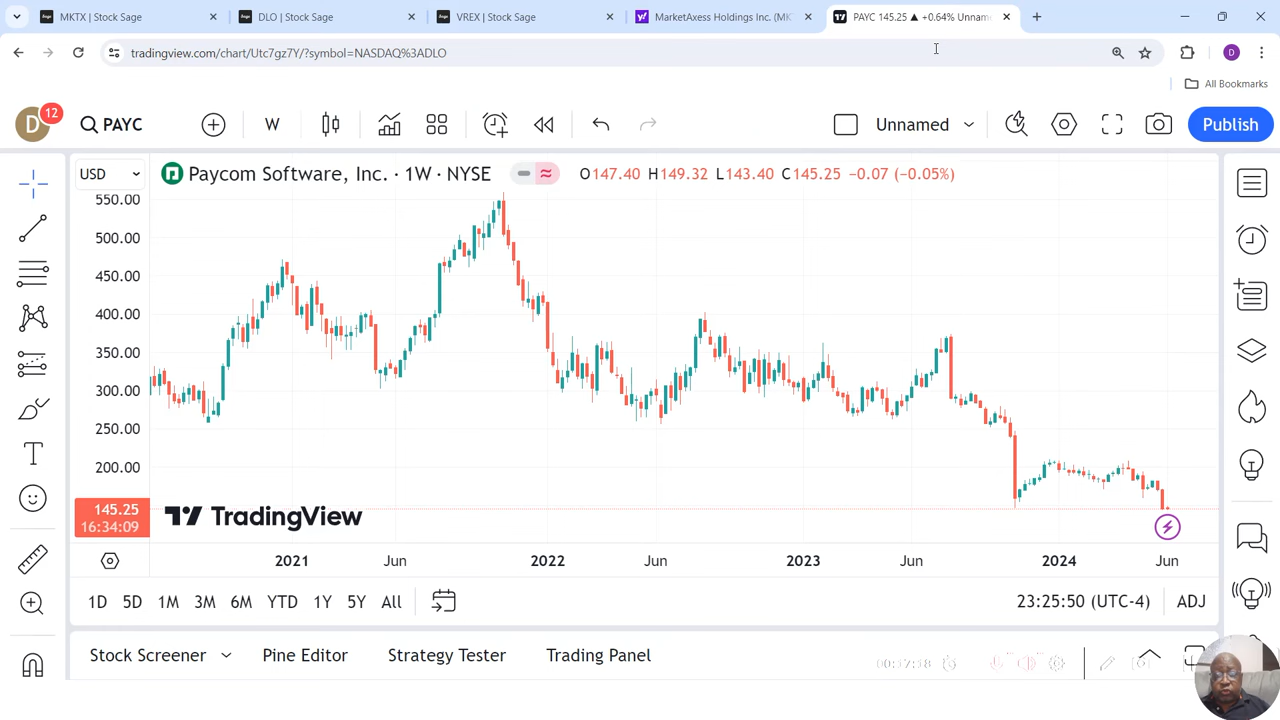 MKTX | Stock Sage
DLO | Stock Sage
VREX | Stock Sage
MarketAxess Holdings Inc. (MKT
PAYC 145.25 ▲ +0.64% Unnam
tradingview.com/chart/Utc7gz7Y/?symbol=NASDAQ%3ADLO
D
All Bookmarks
D
12
PAYC
W
Unnamed
Publish
USD
Paycom Software, Inc. · 1W · NYSE
O147.40 H149.32 L143.40 C145.25 −0.07 (−0.05%)
550.00
500.00
450.00
400.00
350.00
300.00
250.00
200.00
145.25
16:34:09
TradingView
2021
Jun
2022
Jun
2023
Jun
2024
Jun
1D
5D
1M
3M
6M
YTD
1Y
5Y
All
23:25:50 (UTC-4)
ADJ
Stock Screener
Pine Editor
Strategy Tester
Trading Panel